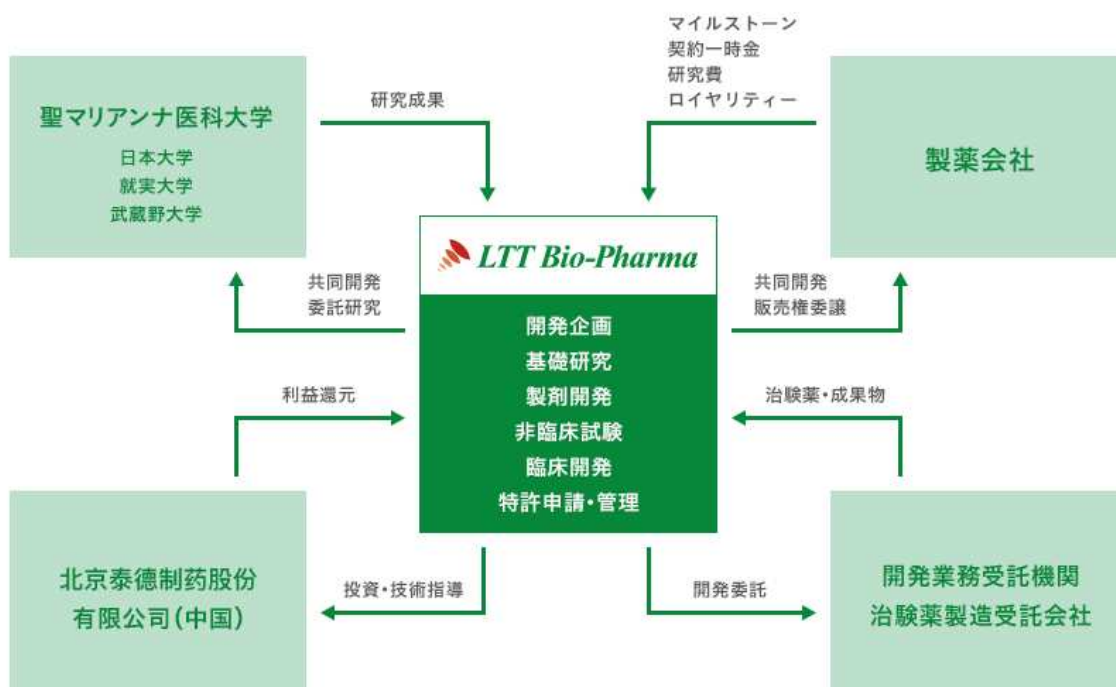 マイルストーン
契約一時金
研究費
ロイヤリティー
研究成果
聖マリアンナ医科大学
日本大学
就実大学
武蔵野大学
製薬会社
LTT Bio-Pharma
共同開発
委託研究
共同開発
販売権委譲
開発企画
基礎研究
製剤開発
非臨床試験
臨床開発
特許申請・管理
利益還元
治験薬・成果物
北京泰德制药股份
有限公司(中国)
投資・技術指導
開発委託
開発業務受託機関
治験薬製造受託会社